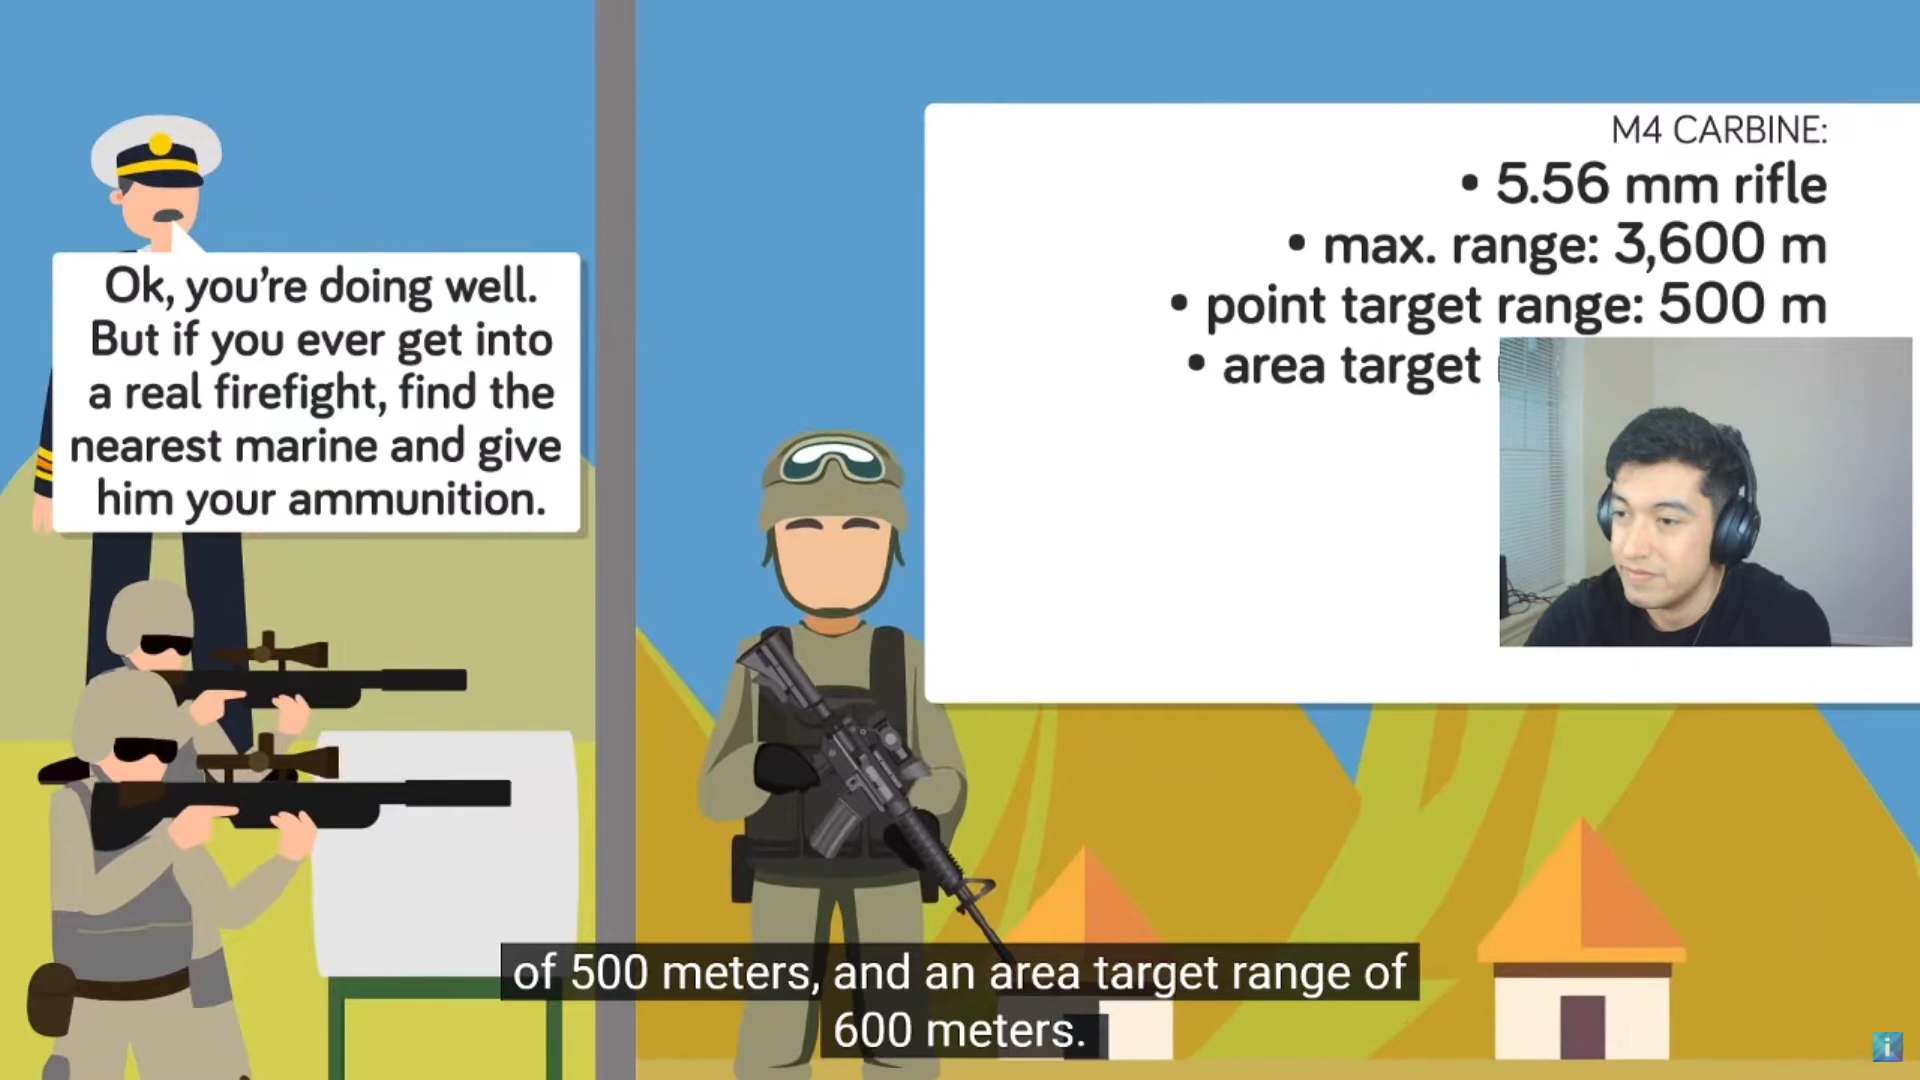 Ok, you're doing well.
But if you ever get into
a real firefight, find the
nearest marine and give
him your ammunition.
M4 CARBINE:
• 5.56 mm rifle
• max. range: 3,600 m
• point target range: 500 m
• area target
of 500 meters, and an area target range of
600 meters.
i